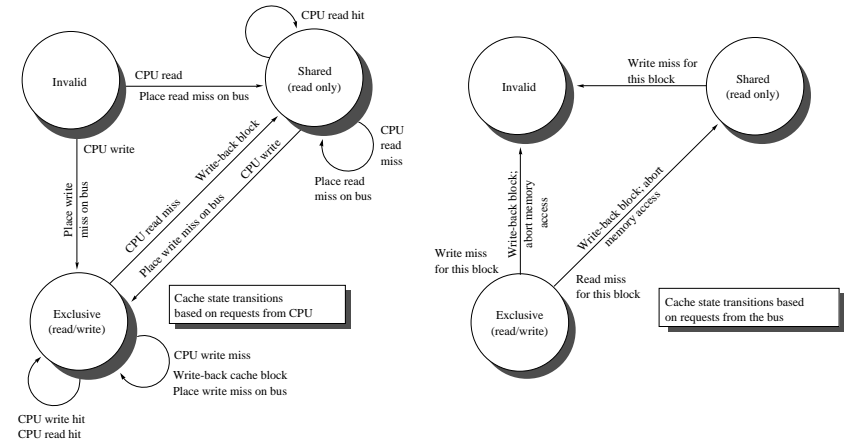 CPU read hit
Invalid
CPU read
Place read miss on bus
Shared
(read only)
CPU write
Place write
miss on bus
CPU read miss
Write-back block
Place write miss on bus
CPU write
CPU
read
miss
Place read
miss on bus
Exclusive
(read/write)
Cache state transitions
based on requests from CPU
CPU write miss
Write-back cache block
Place write miss on bus
CPU write hit
CPU read hit
Invalid
Write miss for
this block
Shared
(read only)
Write-back block;
abort memory
access
Write-back block; abort
memory access
Write miss
for this block
Read miss
for this block
Exclusive
(read/write)
Cache state transitions based
on requests from the bus